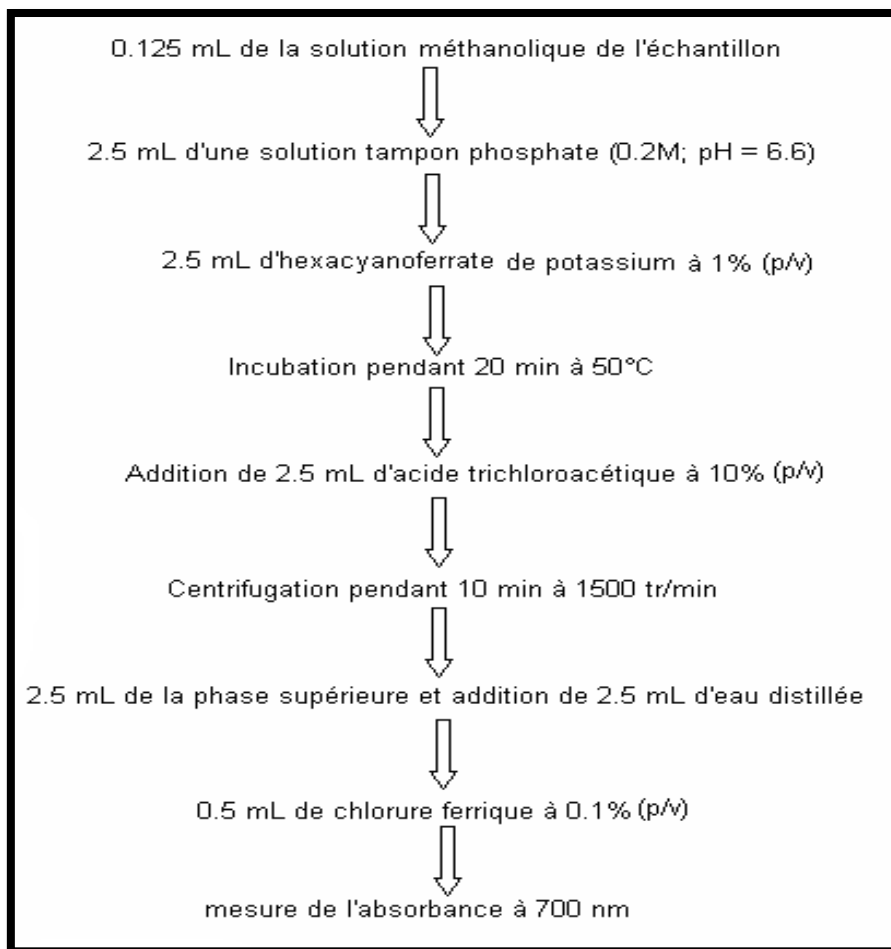 0.125 mL de la solution méthanolique de l'échantillon
2.5 mL d'une solution tampon phosphate (0.2M; pH = 6.6)
2.5 mL d'hexacyanoferrate de potassium à 1% (p/v)
Incubation pendant 20 min à 50°C
Addition de 2.5 mL d'acide trichloroacétique à 10% (p/v)
Centrifugation pendant 10 min à 1500 tr/min
2.5 mL de la phase supérieure et addition de 2.5 mL d'eau distillée
0.5 mL de chlorure ferrique à 0.1% (p/v)
mesure de l'absorbance à 700 nm